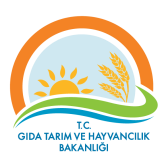 T.C.
GIDA TARIM VE HAYVANCILIK
BAKANLIĞI